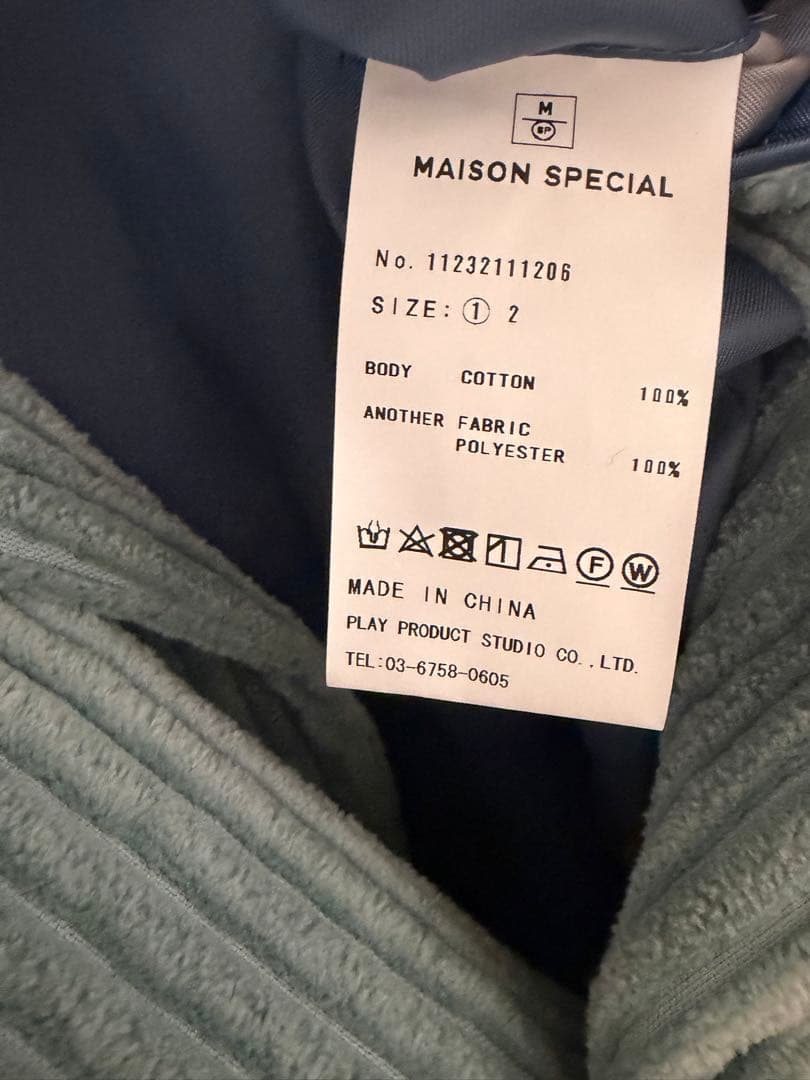 M
SP
MAISON SPECIAL
No. 11232111206
SIZE: ① 2
BODY COTTON 100%
ANOTHER FABRIC
POLYESTER 100%
F W
MADE IN CHINA
PLAY PRODUCT STUDIO CO.,LTD.
TEL:03-6758-0605